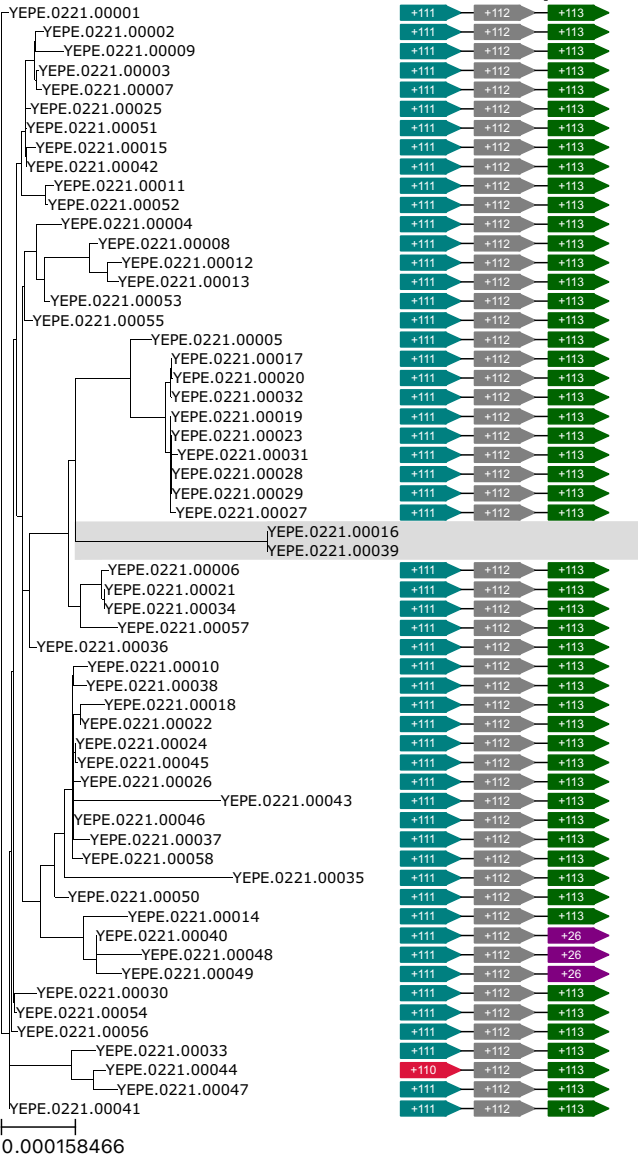 YEPE.0221.00001 +111 +112 +113
YEPE.0221.00002 +111 +112 +113
YEPE.0221.00009 +111 +112 +113
YEPE.0221.00003 +111 +112 +113
YEPE.0221.00007 +111 +112 +113
YEPE.0221.00025 +111 +112 +113
YEPE.0221.00051 +111 +112 +113
YEPE.0221.00015 +111 +112 +113
YEPE.0221.00042 +111 +112 +113
YEPE.0221.00011 +111 +112 +113
YEPE.0221.00052 +111 +112 +113
YEPE.0221.00004 +111 +112 +113
YEPE.0221.00008 +111 +112 +113
YEPE.0221.00012 +111 +112 +113
YEPE.0221.00013 +111 +112 +113
YEPE.0221.00053 +111 +112 +113
YEPE.0221.00055 +111 +112 +113
YEPE.0221.00005 +111 +112 +113
YEPE.0221.00017 +111 +112 +113
YEPE.0221.00020 +111 +112 +113
YEPE.0221.00032 +111 +112 +113
YEPE.0221.00019 +111 +112 +113
YEPE.0221.00023 +111 +112 +113
YEPE.0221.00031 +111 +112 +113
YEPE.0221.00028 +111 +112 +113
YEPE.0221.00029 +111 +112 +113
YEPE.0221.00027 +111 +112 +113
YEPE.0221.00016
YEPE.0221.00039
YEPE.0221.00006 +111 +112 +113
YEPE.0221.00021 +111 +112 +113
YEPE.0221.00034 +111 +112 +113
YEPE.0221.00057 +111 +112 +113
YEPE.0221.00036 +111 +112 +113
YEPE.0221.00010 +111 +112 +113
YEPE.0221.00038 +111 +112 +113
YEPE.0221.00018 +111 +112 +113
YEPE.0221.00022 +111 +112 +113
YEPE.0221.00024 +111 +112 +113
YEPE.0221.00045 +111 +112 +113
YEPE.0221.00026 +111 +112 +113
YEPE.0221.00043 +111 +112 +113
YEPE.0221.00046 +111 +112 +113
YEPE.0221.00037 +111 +112 +113
YEPE.0221.00058 +111 +112 +113
YEPE.0221.00035 +111 +112 +113
YEPE.0221.00050 +111 +112 +113
YEPE.0221.00014 +111 +112 +113
YEPE.0221.00040 +111 +112 +26
YEPE.0221.00048 +111 +112 +26
YEPE.0221.00049 +111 +112 +26
YEPE.0221.00030 +111 +112 +113
YEPE.0221.00054 +111 +112 +113
YEPE.0221.00056 +111 +112 +113
YEPE.0221.00033 +111 +112 +113
YEPE.0221.00044 +110 +112 +113
YEPE.0221.00047 +111 +112 +113
YEPE.0221.00041 +111 +112 +113
0.000158466